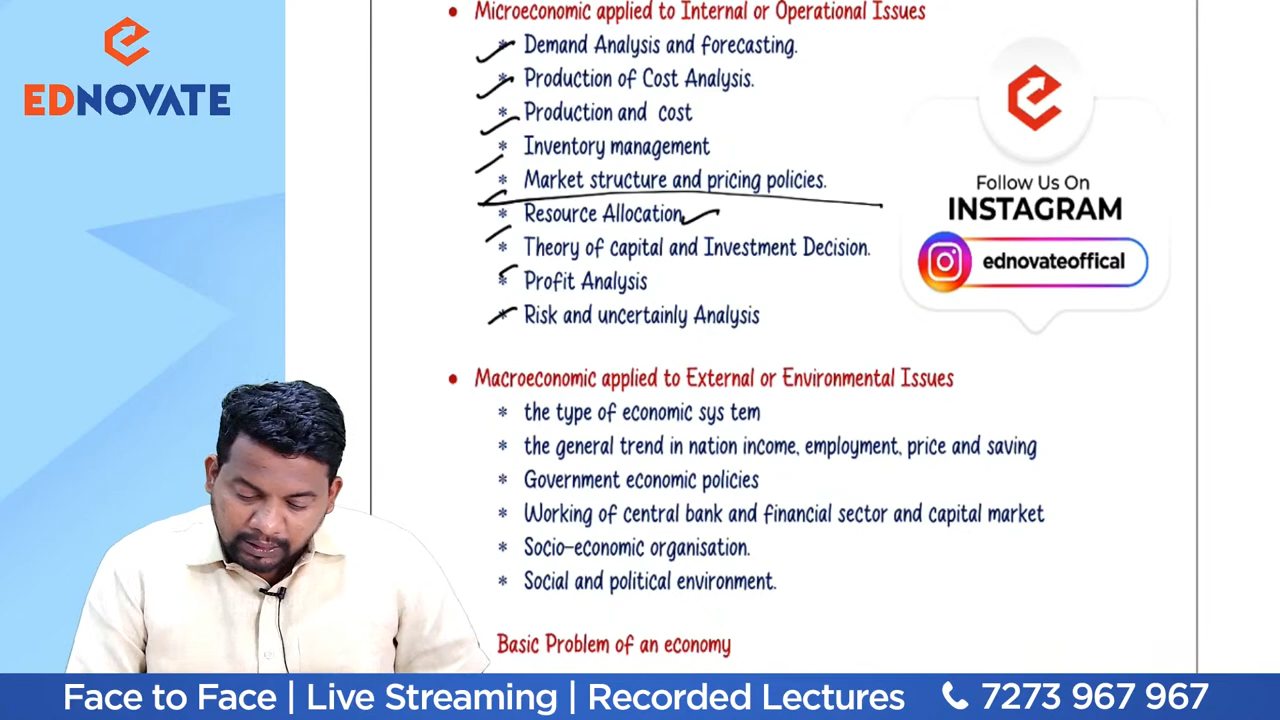 Microeconomic applied to Internal or Operational Issues
Demand Analysis and forecasting.
Production of Cost Analysis.
Production and cost
Inventory management
Market structure and pricing policies.
Resource Allocation
Theory of capital and Investment Decision.
Profit Analysis
Risk and uncertainly Analysis
Macroeconomic applied to External or Environmental Issues
the type of economic sys tem
the general trend in nation income, employment, price and saving
Government economic policies
Working of central bank and financial sector and capital market
Socio-economic organisation.
Social and political environment.
Basic Problem of an economy
EDNOVATE
Follow Us On
INSTAGRAM
ednovateoffical
Face to Face | Live Streaming | Recorded Lectures 7273 967 967